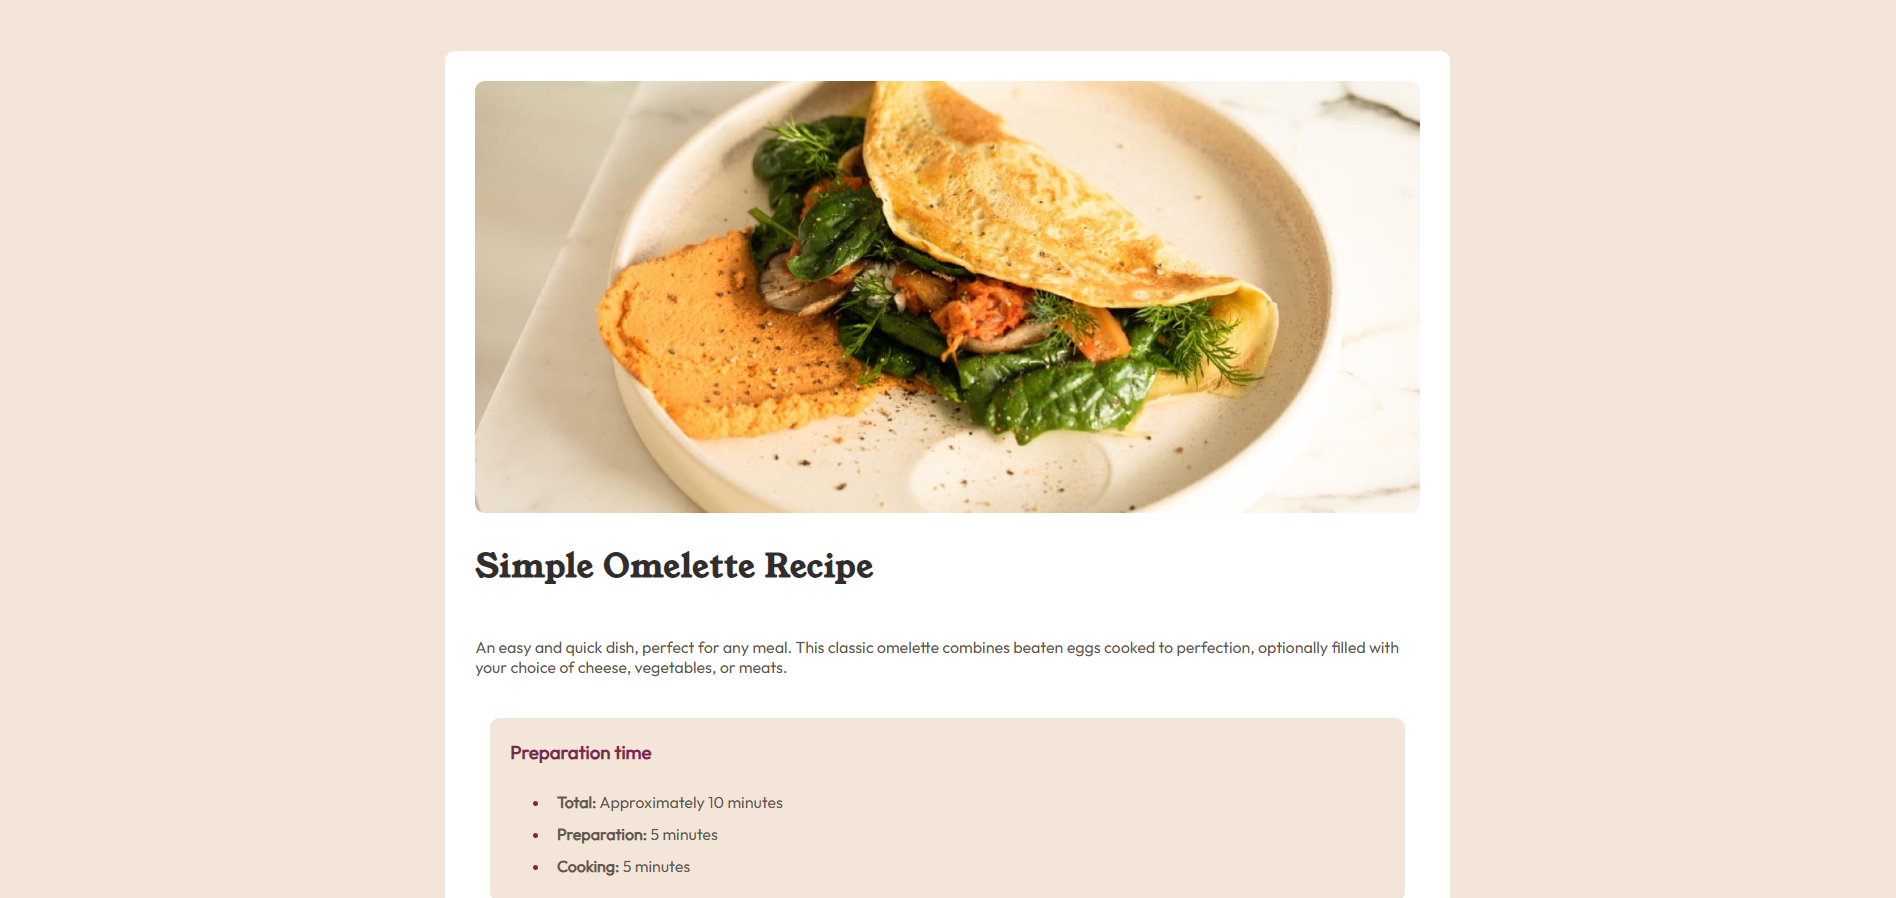 Simple Omelette Recipe
An easy and quick dish, perfect for any meal. This classic omelette combines beaten eggs cooked to perfection, optionally filled with
your choice of cheese, vegetables, or meats.
Preparation time
• Total: Approximately 10 minutes
• Preparation: 5 minutes
• Cooking: 5 minutes